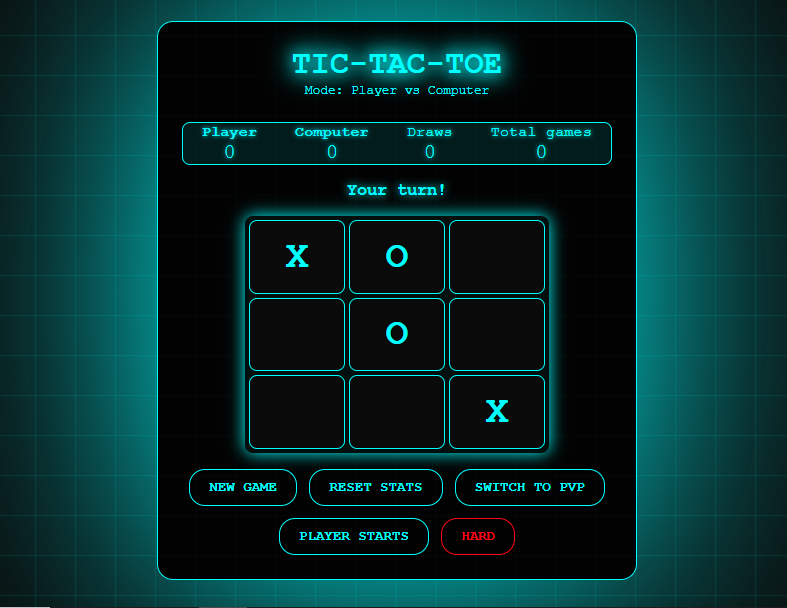 TIC-TAC-TOE
Mode: Player vs Computer
Player Computer Draws Total games
0 0 0 0
Your turn!
X O
O
X
NEW GAME RESET STATS SWITCH TO PVP
PLAYER STARTS HARD